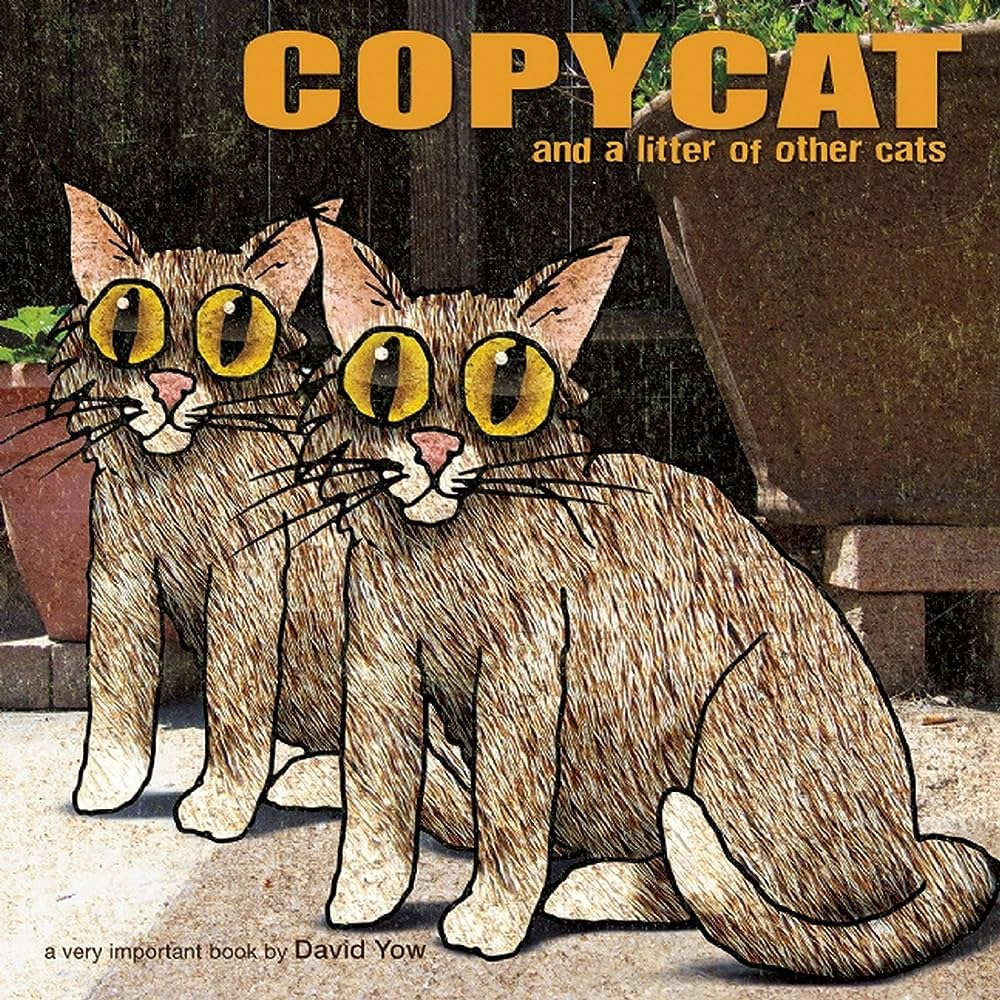 COPYCAT
and a litter of other cats
a very important book by David Yow